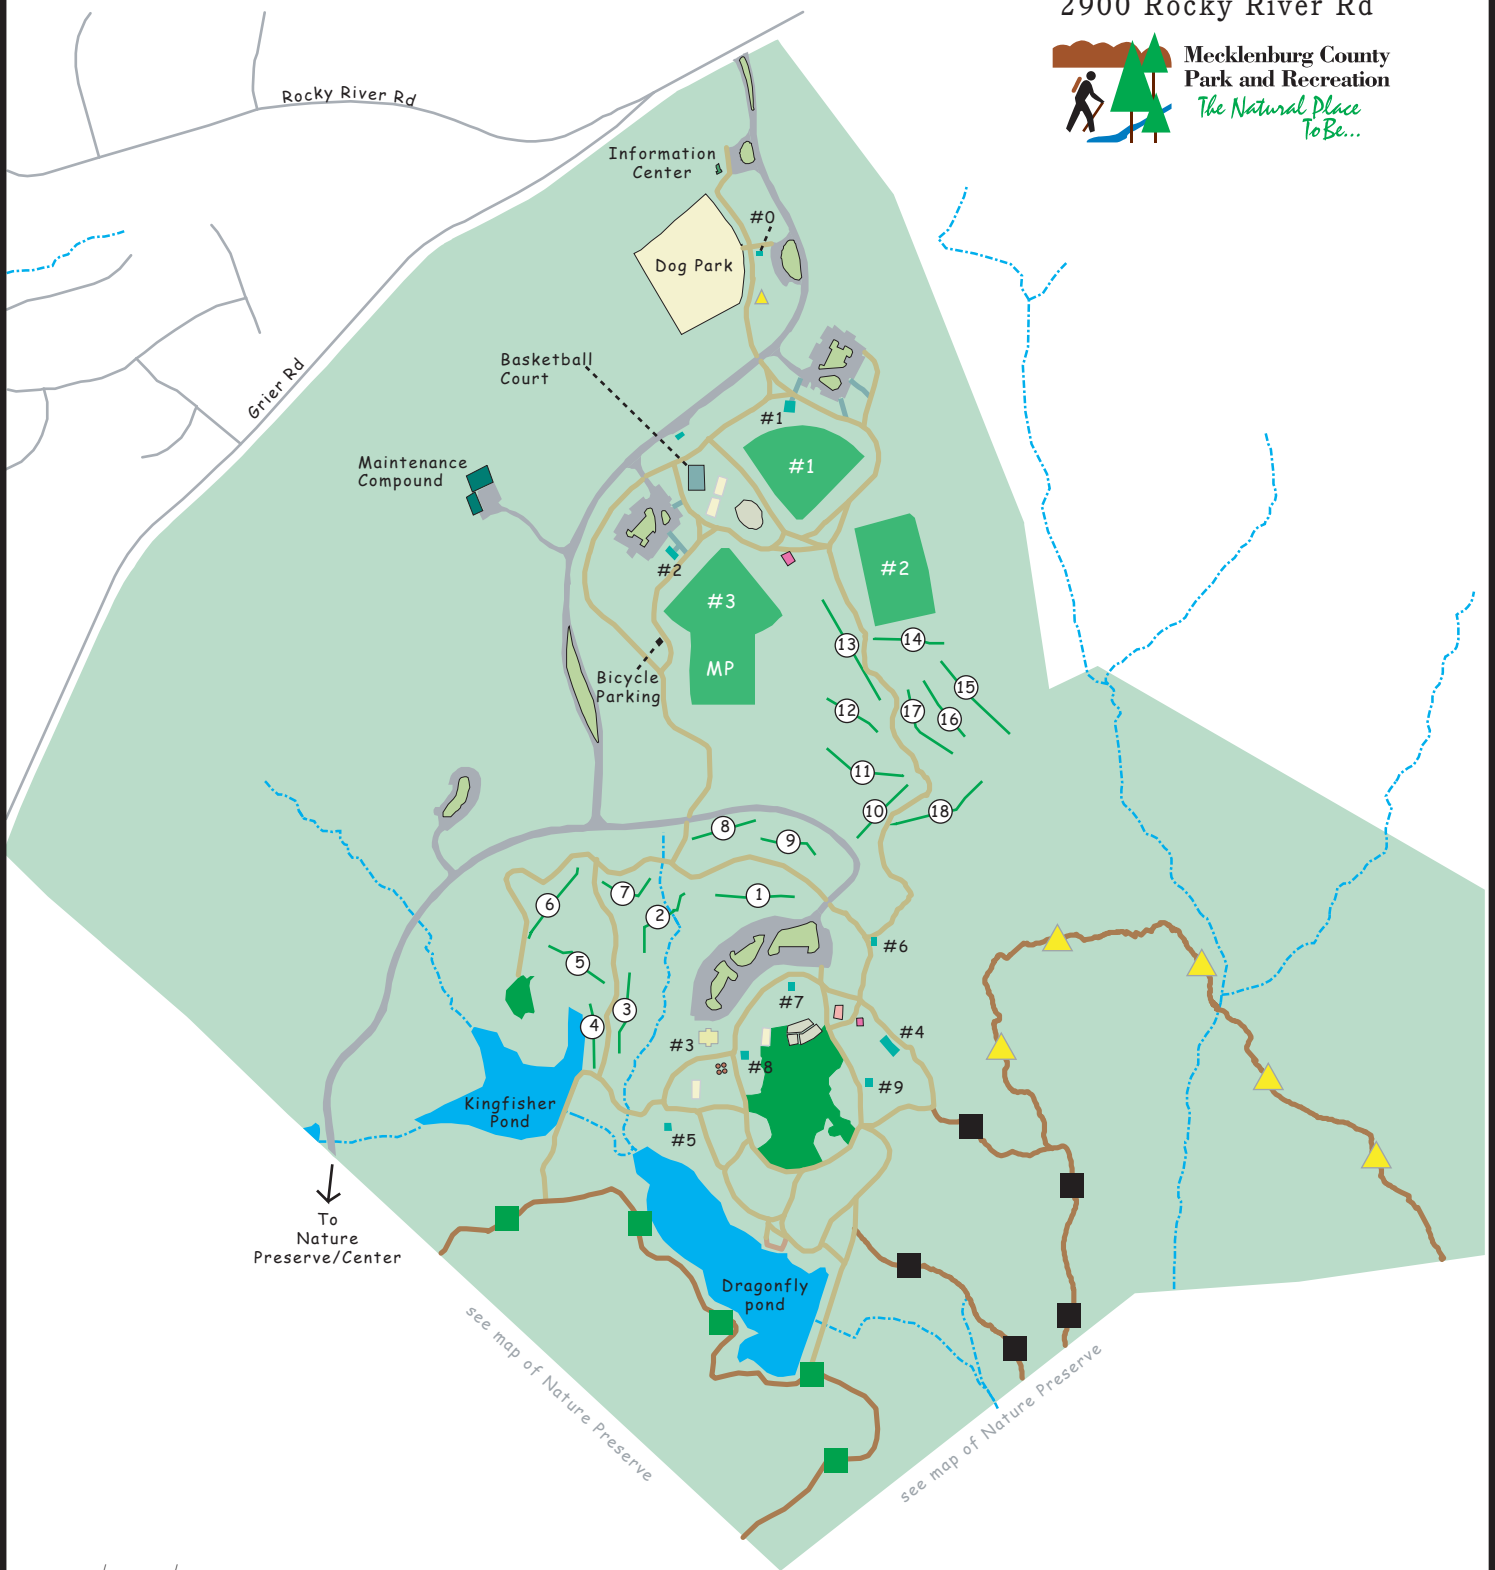 2900 Rocky River Rd
Mecklenburg County
Park and Recreation
The Natural Place
To Be...
Rocky River Rd
Information
Center
#0
Dog Park
Basketball
Court
Grier Rd
#1
#1
Maintenance
Compound
#2
#2
#3
MP
Bicycle
Parking
13
14
15
12
17
16
11
10
18
8
9
7
1
6
2
5
#6
3
4
#7
#3
#4
#8
#9
Kingfisher
Pond
#5
To
Nature
Preserve/Center
Dragonfly
pond
see map of Nature Preserve
see map of Nature Preserve